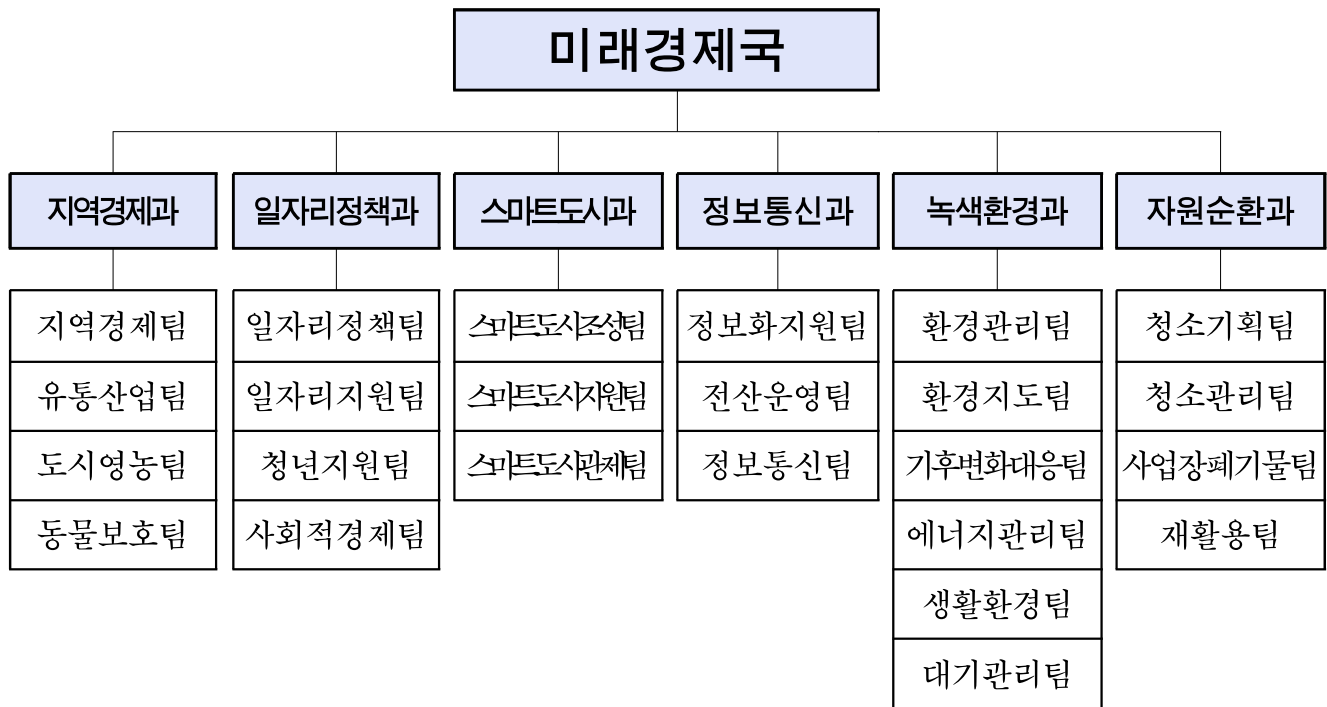 미래경제국
지역경제과 일자리정책과 스마트도시과 정보통신과 녹색환경과 자원순환과
지역경제팀 일자리정책팀 스마트도시조성팀 정보화지원팀 환경관리팀 청소기획팀
유통산업팀 일자리지원팀 스마트도시지원팀 전산운영팀 환경지도팀 청소관리팀
도시영농팀 청년지원팀 스마트도시관제팀 정보통신팀 기후변화대응팀 사업장폐기물팀
동물보호팀 사회적경제팀 에너지관리팀 재활용팀
생활환경팀
대기관리팀